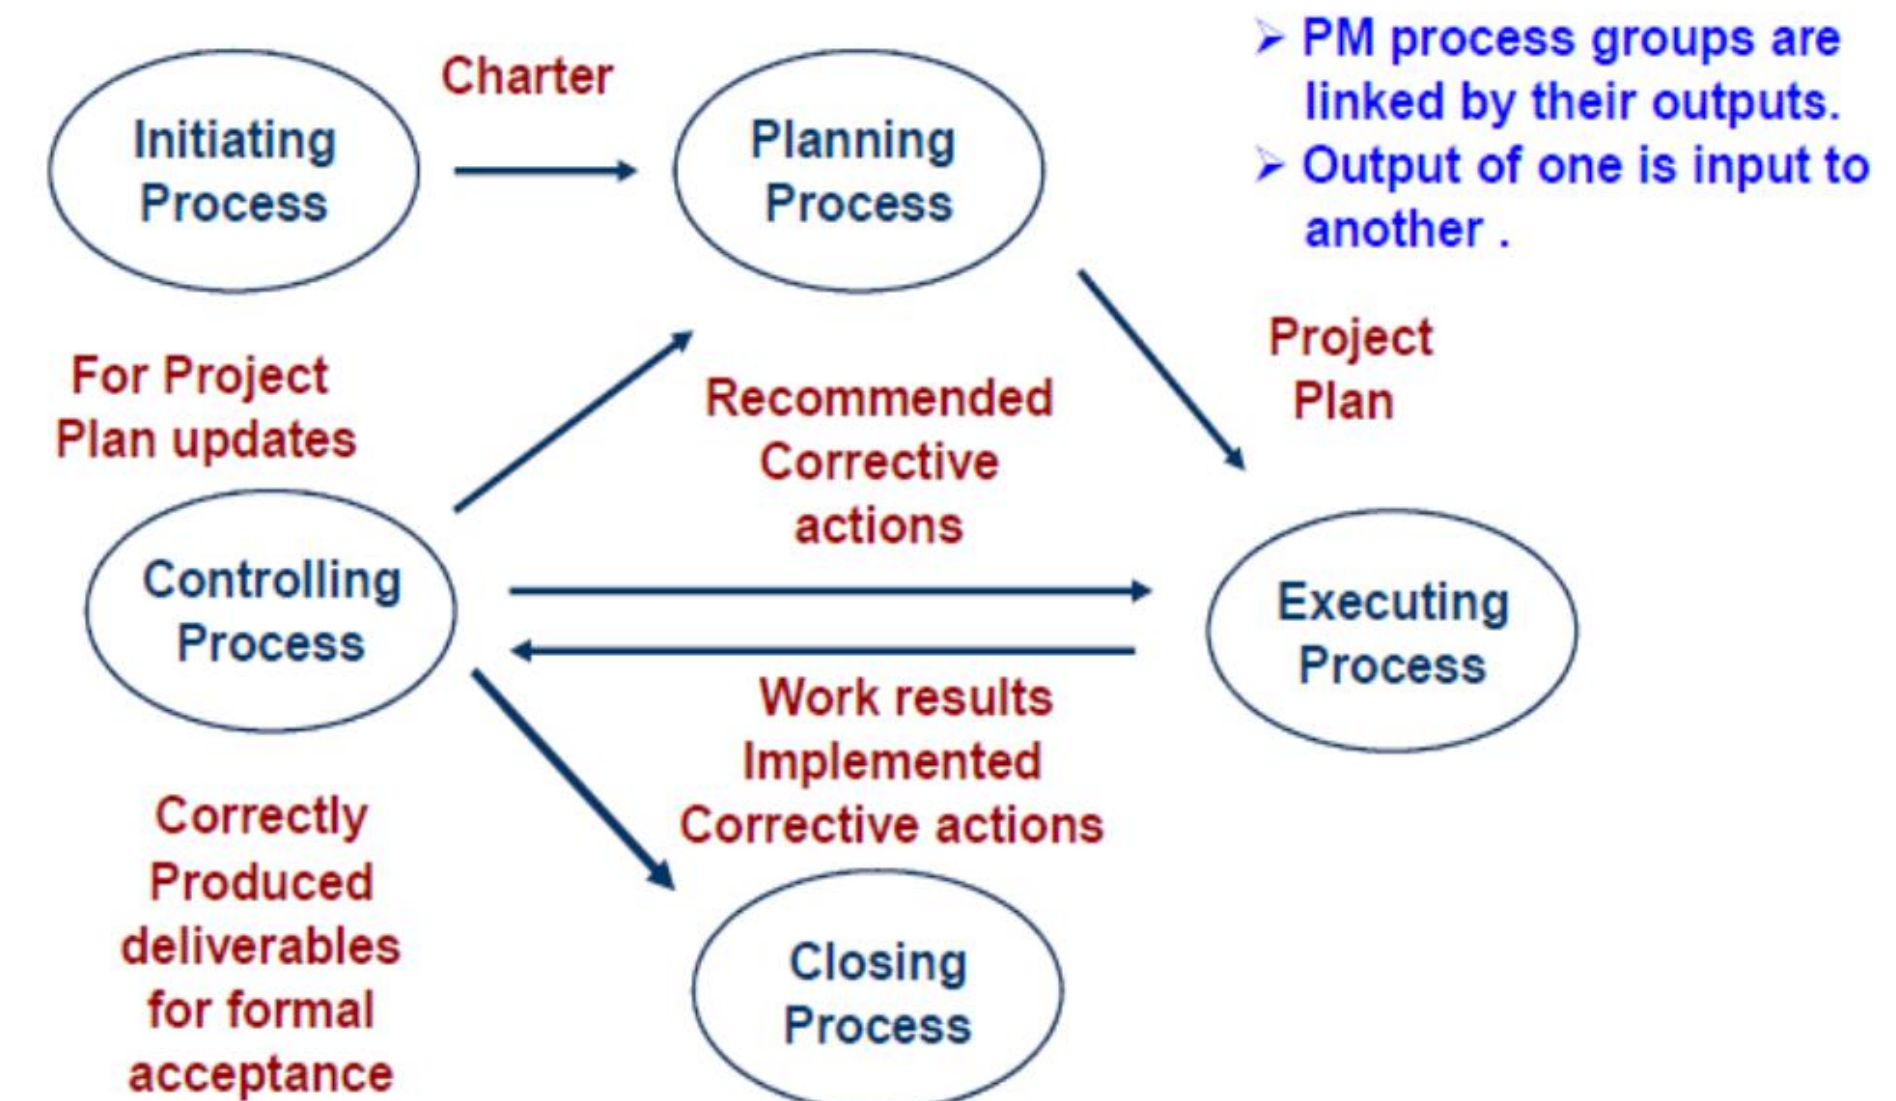 Initiating
Process
Charter
Planning
Process
➢ PM process groups are
linked by their outputs.
➢ Output of one is input to
another .
For Project
Plan updates
Recommended
Corrective
actions
Project
Plan
Controlling
Process
Executing
Process
Work results
Implemented
Corrective actions
Correctly
Produced
deliverables
for formal
acceptance
Closing
Process